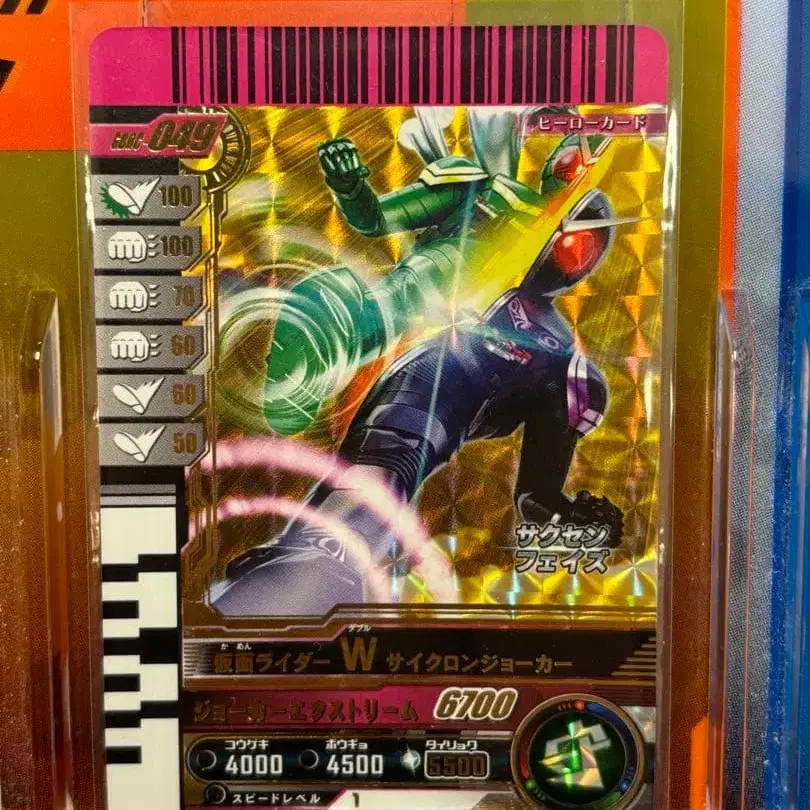 ヒーローカード
GRRC-049
100
100
70
60
60
50
サクセン
フェイズ
かめん
ダブル
仮面ライダー W サイクロンジョーカー
ジョーカーエクストリーム 6700
コウゲキ ボウギョ タイリョク
4000 4500 5500
スピードレベル 1